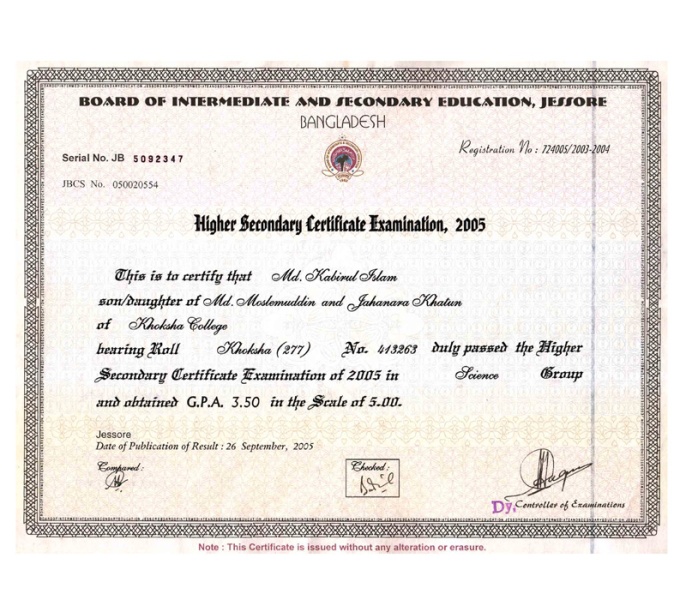 BOARD OF INTERMEDIATE AND SECONDARY EDUCATION, JESSORE
BANGLADESH
Serial No. JB 5092347
Registration No : 724005/2003-2004
JBCS No. 050020554
Higher Secondary Certificate Examination, 2005
This is to certify that Md. Kabirul Islam
son/daughter of Md. Moslemuddin and Jahanara Khatun
of Khoksha College
bearing Roll Khoksha (277) No. 413263 duly passed the Higher
Secondary Certificate Examination of 2005 in Science Group
and obtained G.P.A. 3.50 in the Scale of 5.00.
Jessore
Date of Publication of Result : 26 September, 2005
Compared :
Checked :
Dy. Controller of Examinations
Note : This Certificate is issued without any alteration or erasure.